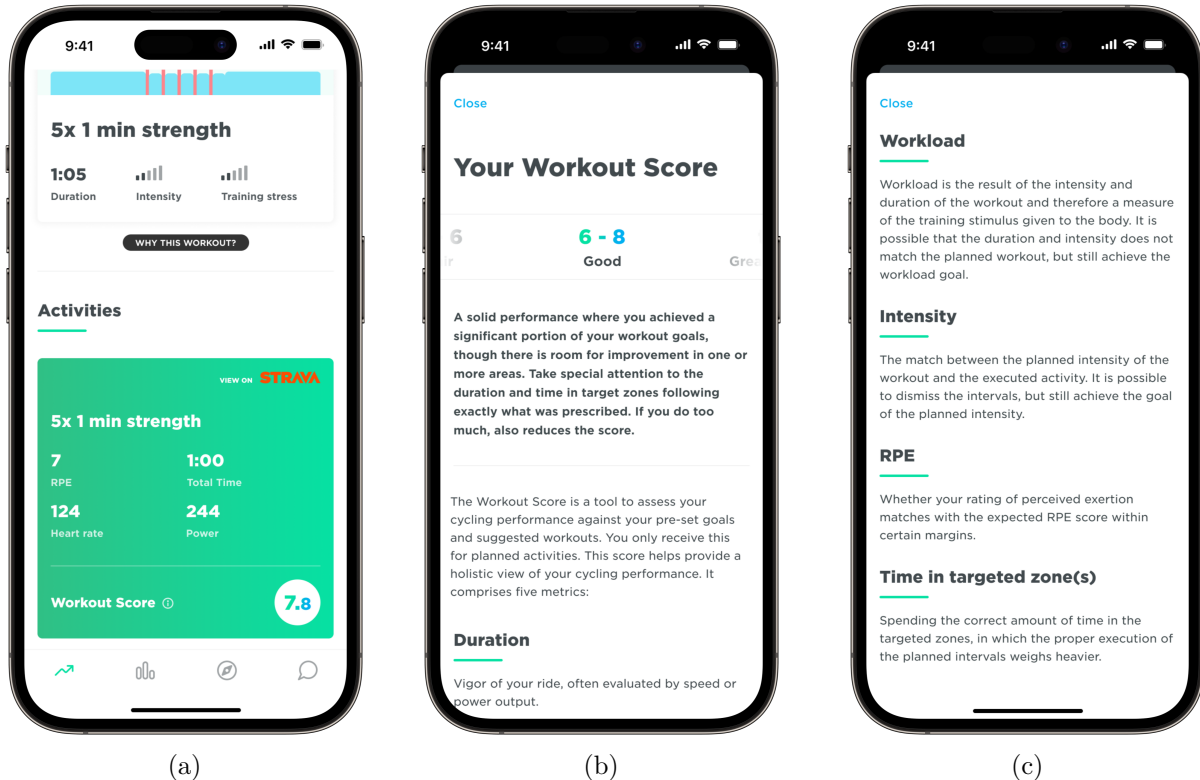 9:41
5x 1 min strength
1:05
Duration
Intensity
Training stress
WHY THIS WORKOUT?
Activities
VIEW ON STRAVA
5x 1 min strength
7
RPE
1:00
Total Time
124
Heart rate
244
Power
Workout Score
7.8
(a)
9:41
Close
Your Workout Score
6
6 - 8
Good
A solid performance where you achieved a
significant portion of your workout goals,
though there is room for improvement in one or
more areas. Take special attention to the
duration and time in target zones following
exactly what was prescribed. If you do too
much, also reduces the score.
The Workout Score is a tool to assess your
cycling performance against your pre-set goals
and suggested workouts. You only receive this
for planned activities. This score helps provide a
holistic view of your cycling performance. It
comprises five metrics:
Duration
Vigor of your ride, often evaluated by speed or
power output.
(b)
9:41
Close
Workload
Workload is the result of the intensity and
duration of the workout and therefore a measure
of the training stimulus given to the body. It is
possible that the duration and intensity does not
match the planned workout, but still achieve the
workload goal.
Intensity
The match between the planned intensity of the
workout and the executed activity. It is possible
to dismiss the intervals, but still achieve the goal
of the planned intensity.
RPE
Whether your rating of perceived exertion
matches with the expected RPE score within
certain margins.
Time in targeted zone(s)
Spending the correct amount of time in the
targeted zones, in which the proper execution of
the planned intervals weighs heavier.
(c)